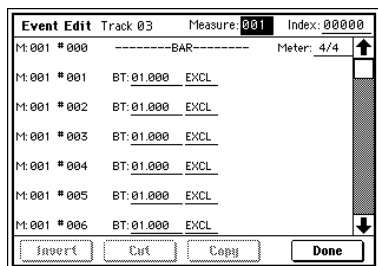 Event Edit Track 03 Measure: 001 Index: 00000
M: 001 # 000 --------BAR-------- Meter: 4/4
M: 001 # 001 BT: 01.000 EXCL
M: 001 # 002 BT: 01.000 EXCL
M: 001 # 003 BT: 01.000 EXCL
M: 001 # 004 BT: 01.000 EXCL
M: 001 # 005 BT: 01.000 EXCL
M: 001 # 006 BT: 01.000 EXCL
Insert Cut Copy Done